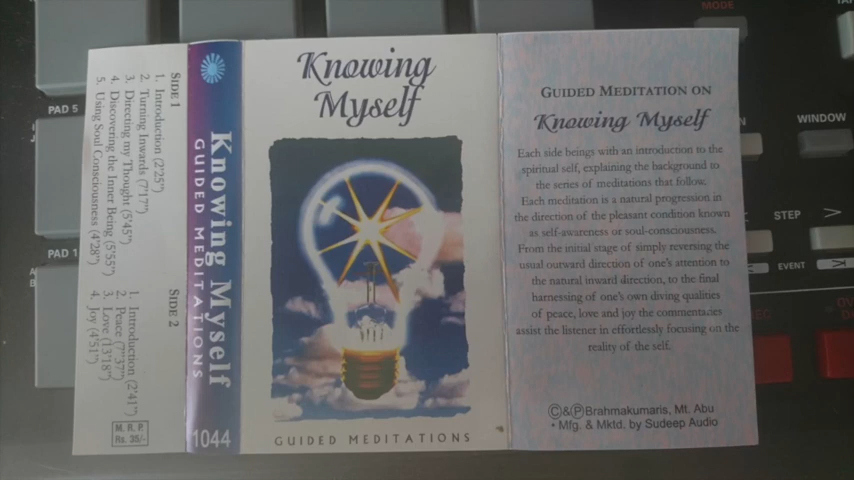 SIDE 1
1. Introduction (2'25")
2. Turning Inwards (7'17")
3. Directing my Thought (5'45")
4. Discovering the Inner Being (5'55")
5. Using Soul Consciousness (4'28")
SIDE 2
1. Introduction (2'41")
2. Peace (7'37")
3. Love (13'18")
4. Joy (4'51")
M. R. P.
Rs. 35/-
Knowing Myself
GUIDED MEDITATIONS
1044
Knowing
Myself
GUIDED MEDITATIONS
GUIDED MEDITATION ON
Knowing Myself
Each side beings with an introduction to the
spiritual self, explaining the background to
the series of meditations that follow.
Each meditation is a natural progression in
the direction of the pleasant condition known
as self-awareness or soul-consciousness.
From the initial stage of simply reversing the
usual outward direction of one's attention to
the natural inward direction, to the final
harnessing of one's own diving qualities
of peace, love and joy the commentaries
assist the listener in effortlessly focusing on the
reality of the self.
©&℗Brahmakumaris, Mt. Abu
• Mfg. & Mktd. by Sudeep Audio
PAD 5
PAD 1
MODE
WINDOW
STEP
>
EVENT